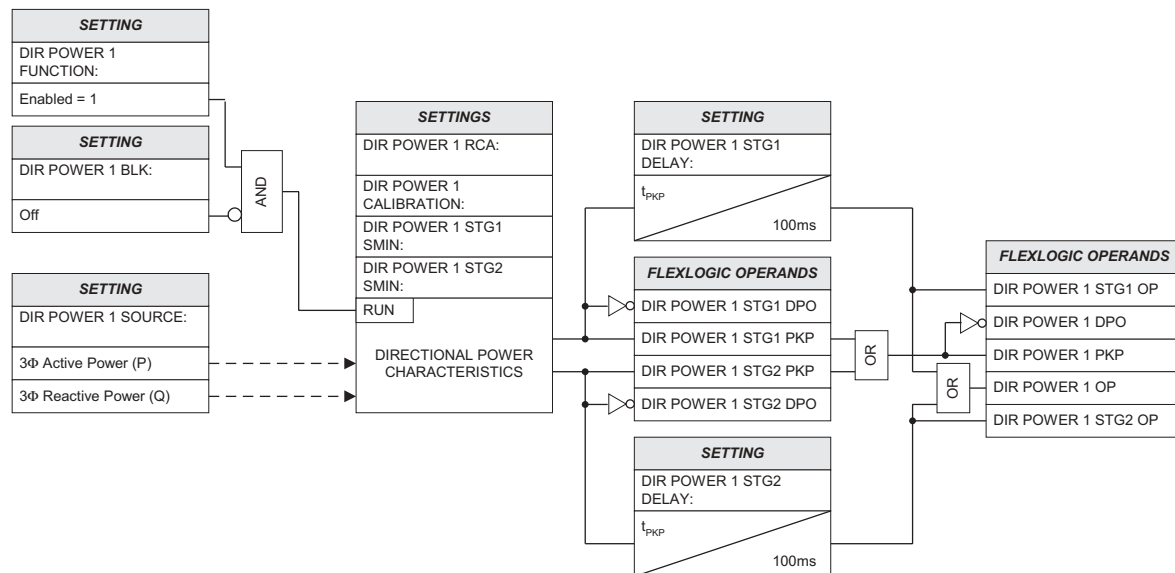 SETTING
DIR POWER 1
FUNCTION:
Enabled = 1
SETTING
DIR POWER 1 BLK:
Off
AND
SETTING
DIR POWER 1 SOURCE:
3Φ Active Power (P)
3Φ Reactive Power (Q)
SETTINGS
DIR POWER 1 RCA:
DIR POWER 1
CALIBRATION:
DIR POWER 1 STG1
SMIN:
DIR POWER 1 STG2
SMIN:
RUN
DIRECTIONAL POWER
CHARACTERISTICS
SETTING
DIR POWER 1 STG1
DELAY:
tPKP
100ms
FLEXLOGIC OPERANDS
DIR POWER 1 STG1 DPO
DIR POWER 1 STG1 PKP
DIR POWER 1 STG2 PKP
DIR POWER 1 STG2 DPO
SETTING
DIR POWER 1 STG2
DELAY:
tPKP
100ms
OR
OR
FLEXLOGIC OPERANDS
DIR POWER 1 STG1 OP
DIR POWER 1 DPO
DIR POWER 1 PKP
DIR POWER 1 OP
DIR POWER 1 STG2 OP